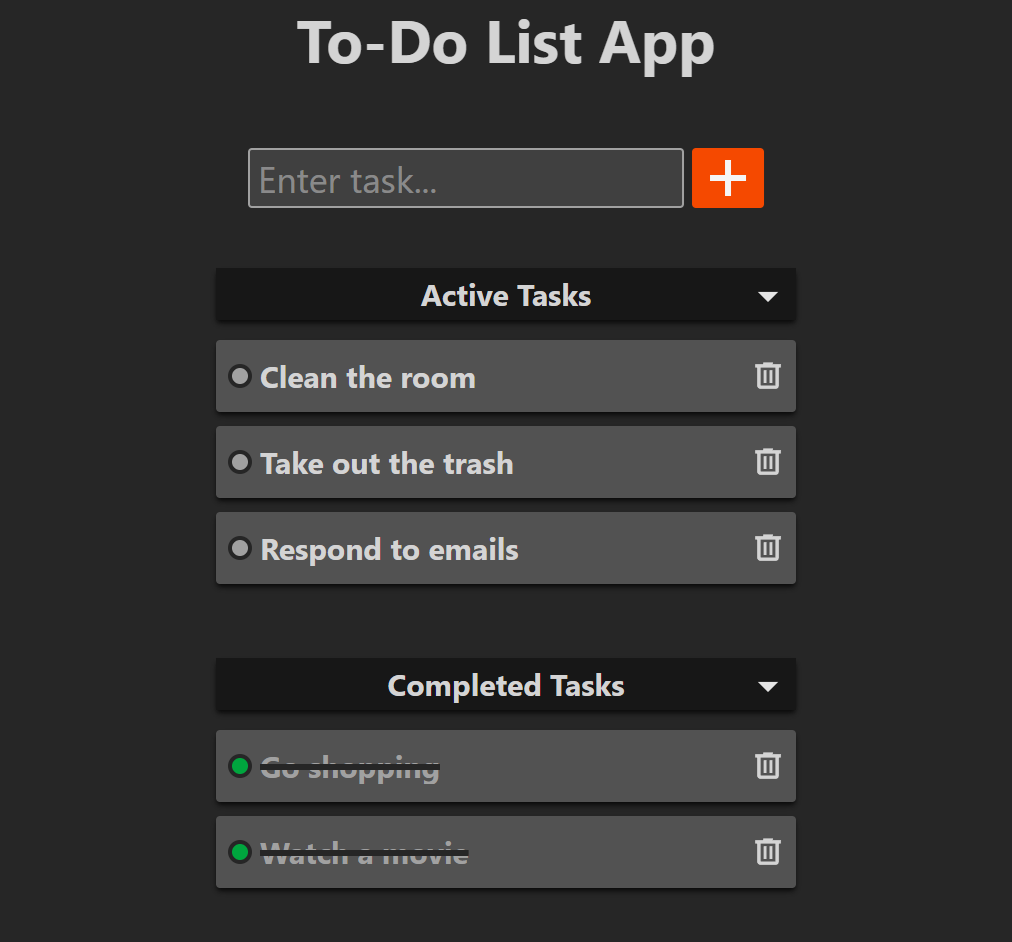 To-Do List App
Enter task...
Active Tasks
Clean the room
Take out the trash
Respond to emails
Completed Tasks
Go shopping
Watch a movie